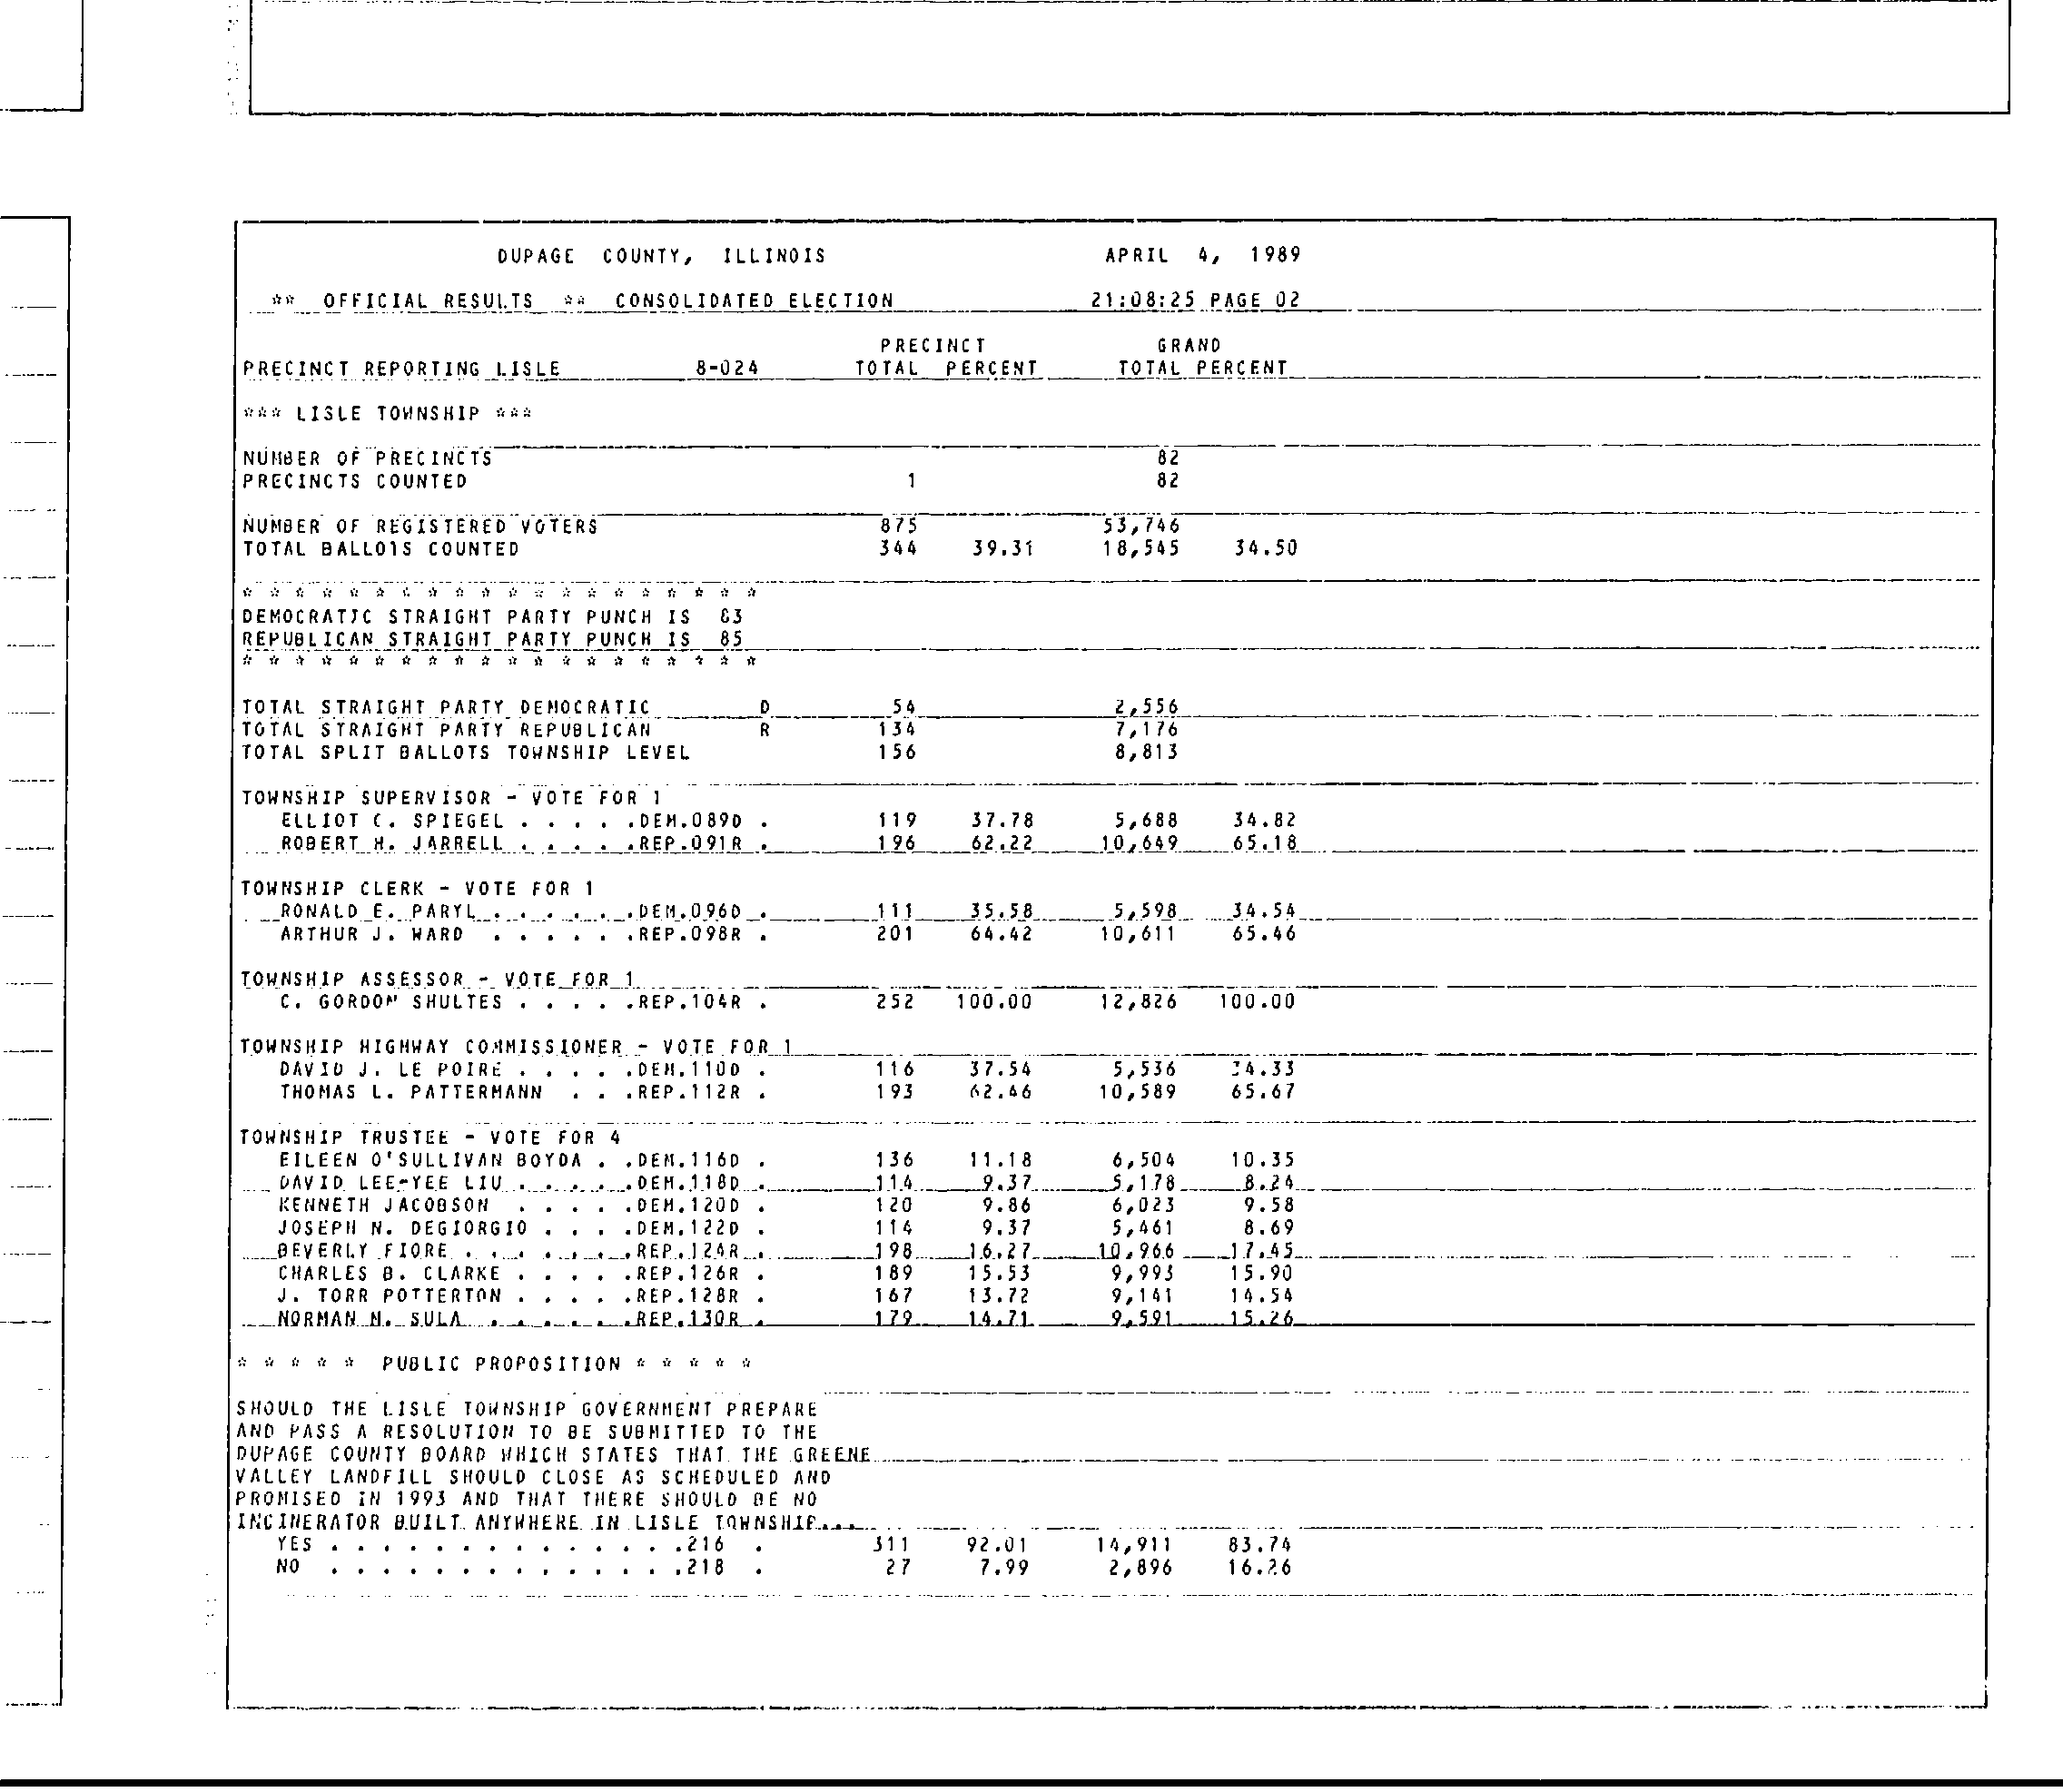 DUPAGE COUNTY, ILLINOIS APRIL 4, 1989
** OFFICIAL RESULTS ** CONSOLIDATED ELECTION 21:08:25 PAGE 02
PRECINCT GRAND
PRECINCT REPORTING LISLE 8-024 TOTAL PERCENT TOTAL PERCENT
*** LISLE TOWNSHIP ***
NUMBER OF PRECINCTS 82
PRECINCTS COUNTED 1 82
NUMBER OF REGISTERED VOTERS 875 53,746
TOTAL BALLOTS COUNTED 344 39.31 18,545 34.50
* * * * * * * * * * * * * * * * * * * *
DEMOCRATIC STRAIGHT PARTY PUNCH IS 83
REPUBLICAN STRAIGHT PARTY PUNCH IS 85
* * * * * * * * * * * * * * * * * * * *
TOTAL STRAIGHT PARTY DEMOCRATIC D 54 2,556
TOTAL STRAIGHT PARTY REPUBLICAN R 134 7,176
TOTAL SPLIT BALLOTS TOWNSHIP LEVEL 156 8,813
TOWNSHIP SUPERVISOR - VOTE FOR 1
ELLIOT C. SPIEGEL . . . . .DEM.089D . 119 37.78 5,688 34.82
ROBERT H. JARRELL . . . . .REP.091R . 196 62.22 10,649 65.18
TOWNSHIP CLERK - VOTE FOR 1
RONALD E. PARYL . . . . . .DEM.096D . 111 35.58 5,598 34.54
ARTHUR J. WARD . . . . . .REP.098R . 201 64.42 10,611 65.46
TOWNSHIP ASSESSOR - VOTE FOR 1
C. GORDON SHULTES . . . . .REP.104R . 252 100.00 12,826 100.00
TOWNSHIP HIGHWAY COMMISSIONER - VOTE FOR 1
DAVID J. LE POIRE . . . . .DEM.110D . 116 37.54 5,536 34.33
THOMAS L. PATTERMANN . . .REP.112R . 193 62.46 10,589 65.67
TOWNSHIP TRUSTEE - VOTE FOR 4
EILEEN O'SULLIVAN BOYDA . .DEM.116D . 136 11.18 6,504 10.35
DAVID LEE-YEE LIU . . . . .DEM.118D . 114 9.37 5,178 8.24
KENNETH JACOBSON . . . . .DEM.120D . 120 9.86 6,023 9.58
JOSEPH N. DEGIORGIO . . . .DEM.122D . 114 9.37 5,461 8.69
BEVERLY FIORE . . . . . . .REP.124R . 198 16.27 10,966 17.45
CHARLES B. CLARKE . . . . .REP.126R . 189 15.53 9,993 15.90
J. TORR POTTERTON . . . . .REP.128R . 167 13.72 9,141 14.54
NORMAN N. SULA . . . . . .REP.130R . 179 14.71 9,591 15.26
* * * * * PUBLIC PROPOSITION * * * * *
SHOULD THE LISLE TOWNSHIP GOVERNMENT PREPARE
AND PASS A RESOLUTION TO BE SUBMITTED TO THE
DUPAGE COUNTY BOARD WHICH STATES THAT THE GREENE
VALLEY LANDFILL SHOULD CLOSE AS SCHEDULED AND
PROMISED IN 1993 AND THAT THERE SHOULD BE NO
INCINERATOR BUILT ANYWHERE IN LISLE TOWNSHIP...
YES . . . . . . . . . . . . . .216 . 311 92.01 14,911 83.74
NO . . . . . . . . . . . . . .218 . 27 7.99 2,896 16.26